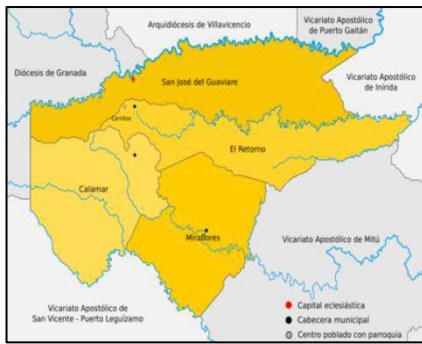 Arquidiócesis de Villavicencio
Vicariato Apostólico
de Puerto Gaitán
Diócesis de Granada
San José del Guaviare
Vicariato Apostólico de
Inírida
Cerritos
El Retorno
Calamar
Miraflores
Vicariato Apostólico de Mitú
Vicariato Apostólico de
San Vicente - Puerto Leguízamo
Capital eclesiástica
Cabecera municipal
Centro poblado con parroquia